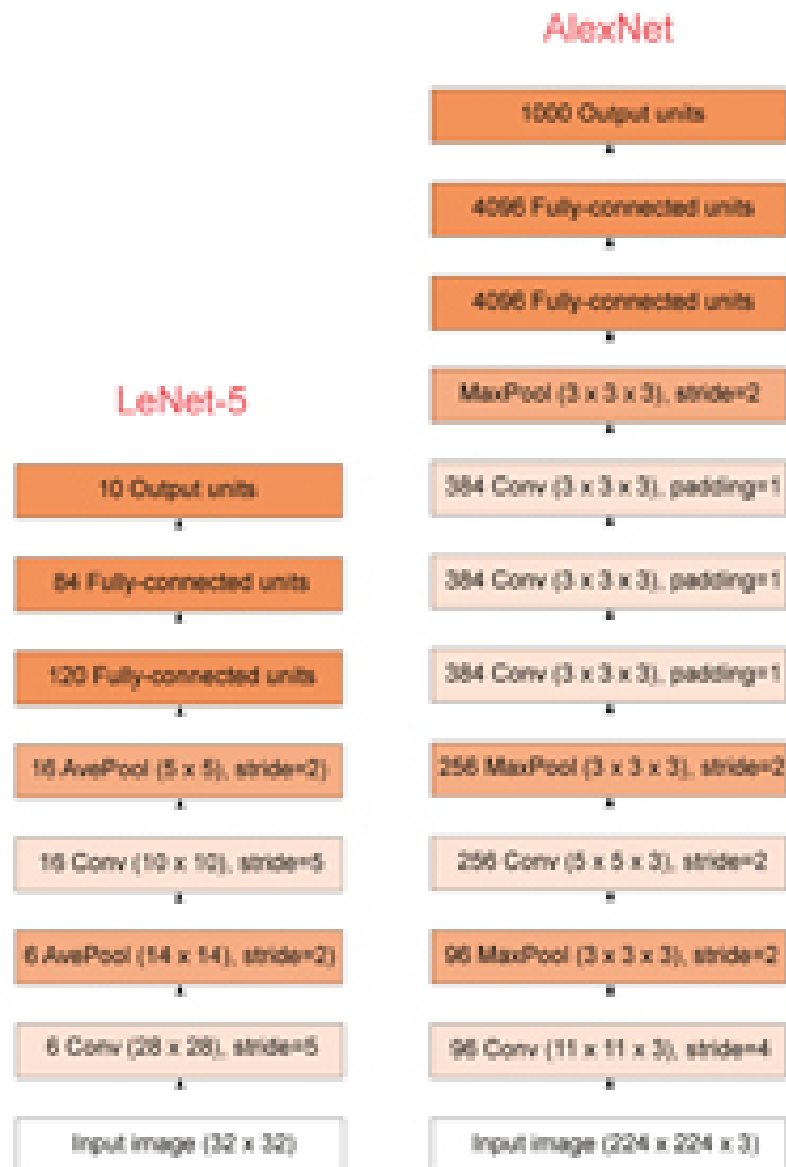 AlexNet
1000 Output units
4096 Fully-connected units
4096 Fully-connected units
MaxPool (3 x 3 x 3), stride=2
384 Conv (3 x 3 x 3), padding=1
384 Conv (3 x 3 x 3), padding=1
384 Conv (3 x 3 x 3), padding=1
256 MaxPool (3 x 3 x 3), stride=2
256 Conv (5 x 5 x 3), stride=2
96 MaxPool (3 x 3 x 3), stride=2
96 Conv (11 x 11 x 3), stride=4
Input image (224 x 224 x 3)
LeNet-5
10 Output units
84 Fully-connected units
120 Fully-connected units
16 AvePool (5 x 5), stride=2)
16 Conv (10 x 10), stride=5
6 AvePool (14 x 14), stride=2)
6 Conv (28 x 28), stride=5
Input image (32 x 32)